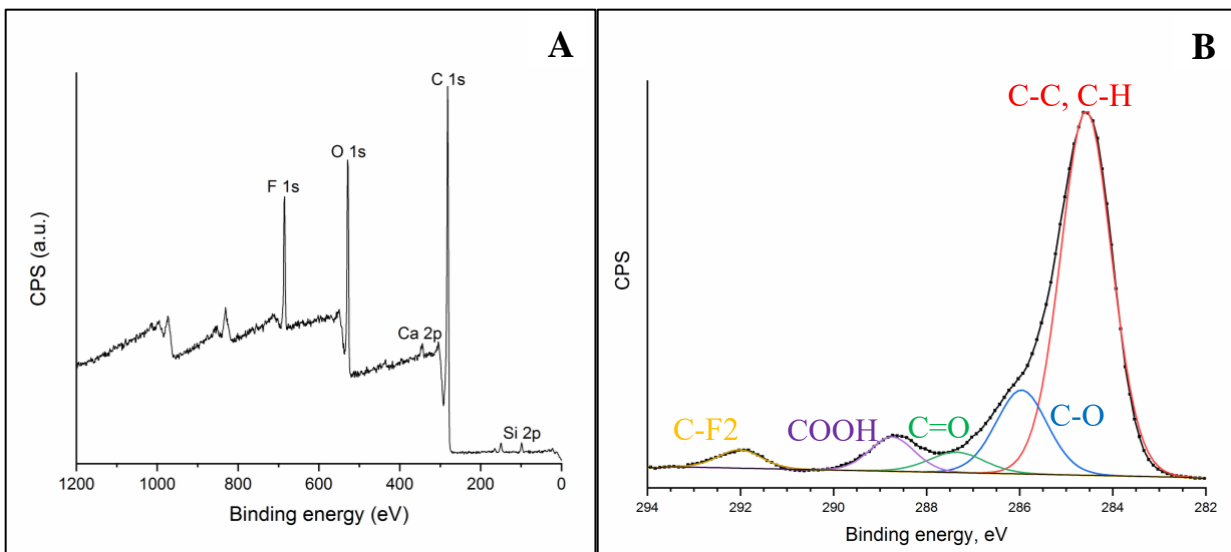 A
C 1s
O 1s
F 1s
Ca 2p
Si 2p
CPS (a.u.)
1200 1000 800 600 400 200 0
Binding energy (eV)
B
C-C, C-H
C-O
C=O
COOH
C-F2
CPS
294 292 290 288 286 284 282
Binding energy, eV